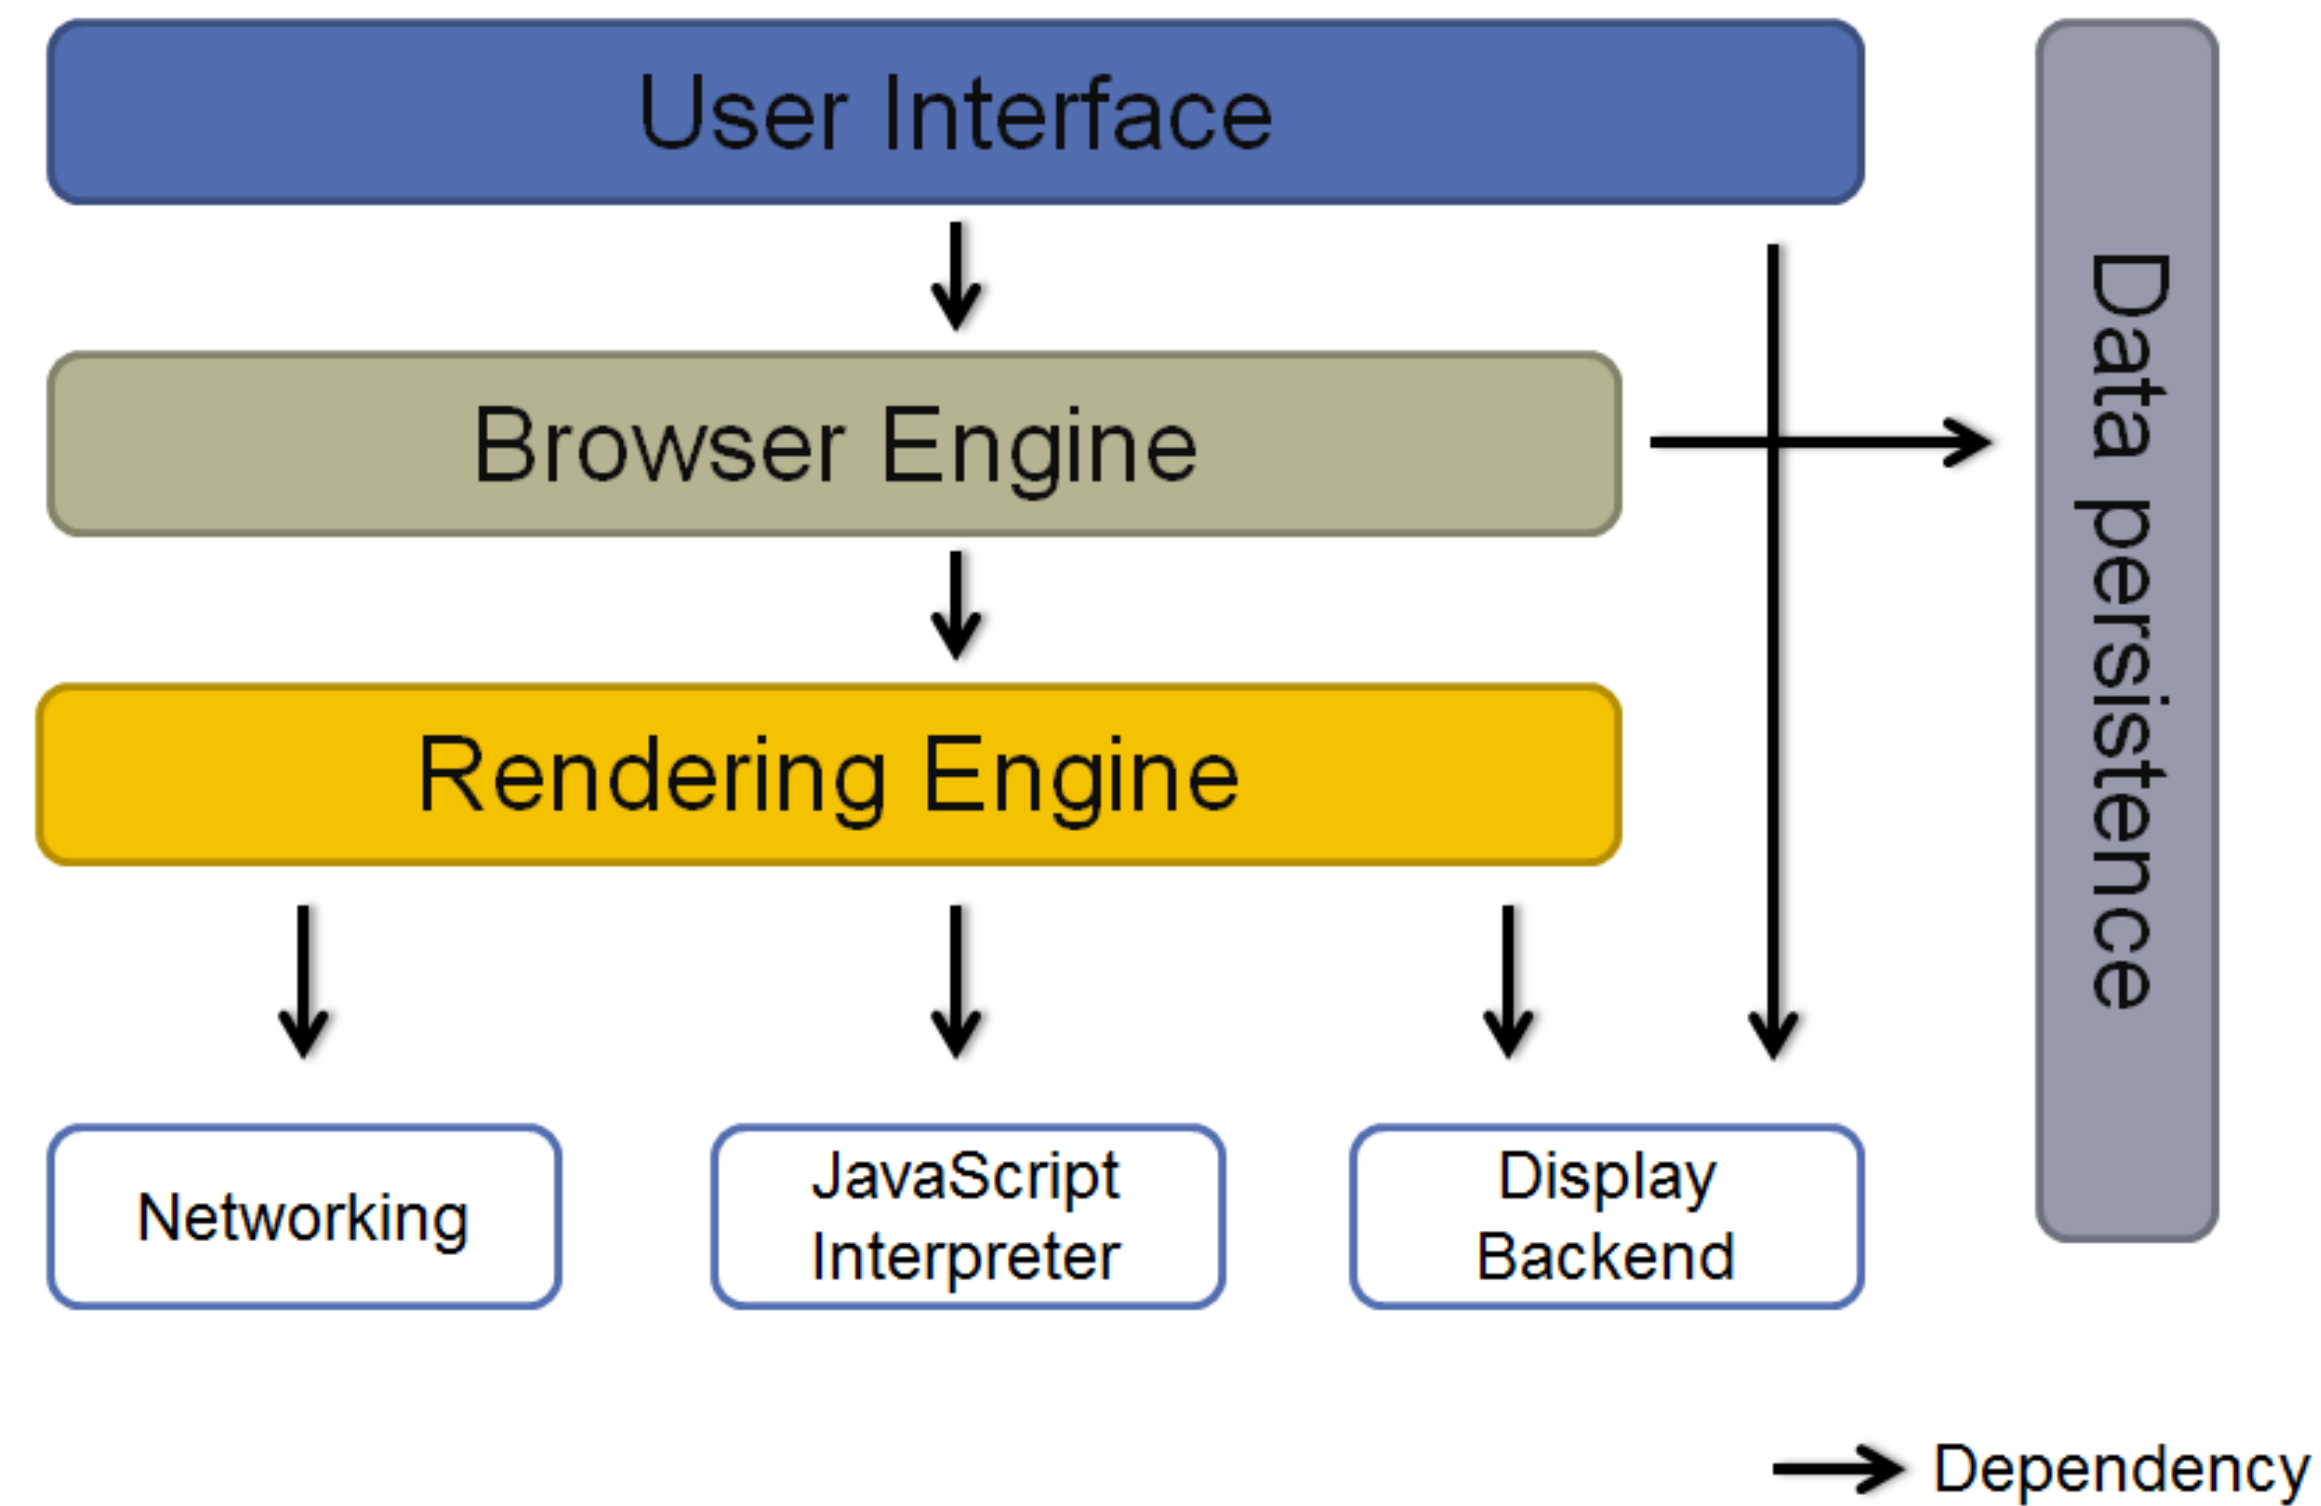 User Interface
Browser Engine
Data persistence
Rendering Engine
Networking
JavaScript
Interpreter
Display
Backend
Dependency